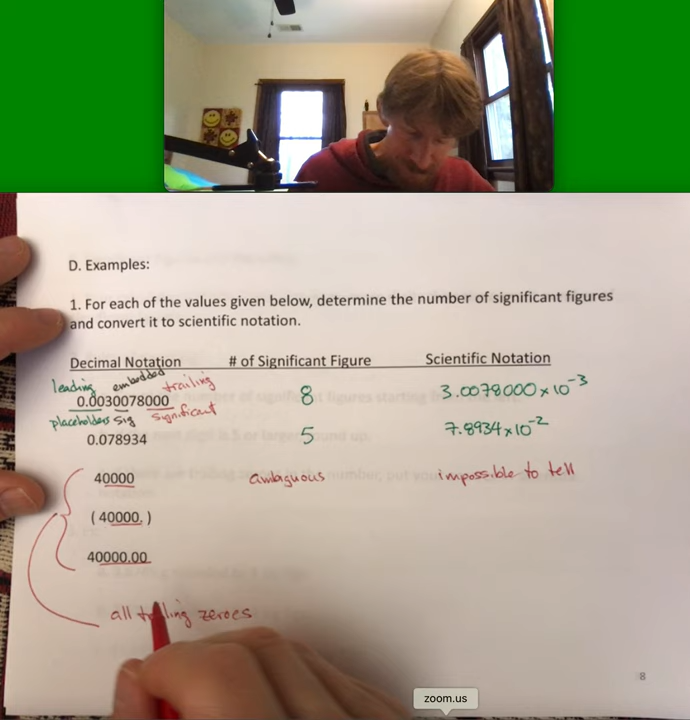 D. Examples:
1. For each of the values given below, determine the number of significant figures
and convert it to scientific notation.
Decimal Notation # of Significant Figure Scientific Notation
leading embedded trailing
0.0030078000 8 3.0078000 x 10⁻³
placeholders sig significant
0.078934 5 7.8934 x 10⁻²
40000 ambiguous impossible to tell
(40000. )
40000.00
all trailing zeroes
8
zoom.us